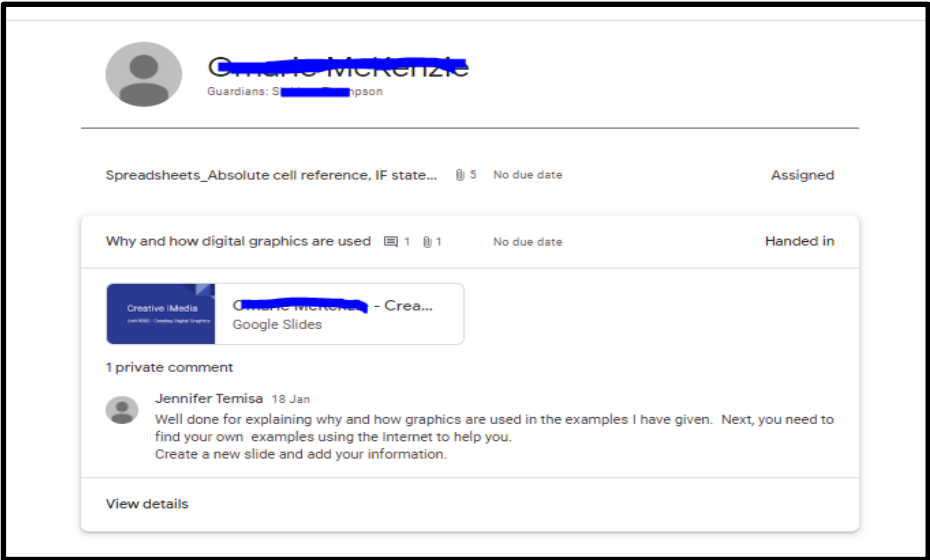 Guardians:
Spreadsheets_Absolute cell reference, IF state... 5 No due date Assigned
Why and how digital graphics are used 1 1 No due date Handed in
Creative iMedia
- Creating Digital Graphics
- Crea...
Google Slides
1 private comment
Jennifer Temisa 18 Jan
Well done for explaining why and how graphics are used in the examples I have given. Next, you need to
find your own examples using the Internet to help you.
Create a new slide and add your information.
View details